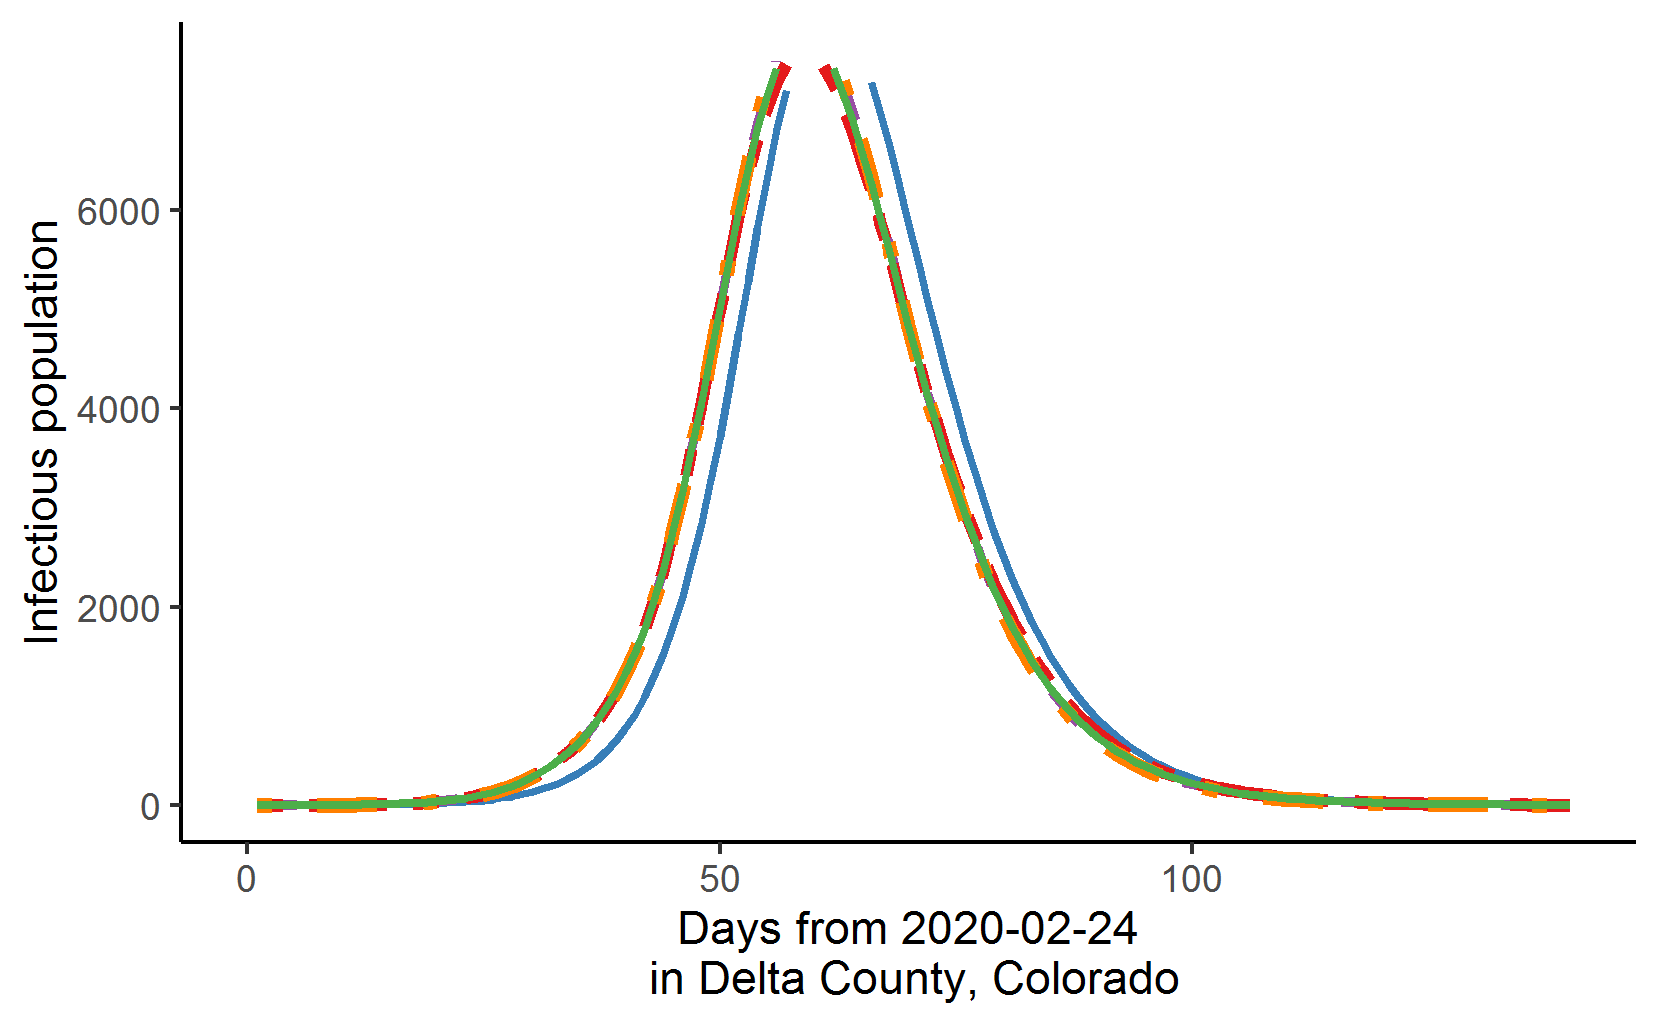 Infectious population
6000
4000
2000
0
0 50 100
Days from 2020-02-24
in Delta County, Colorado